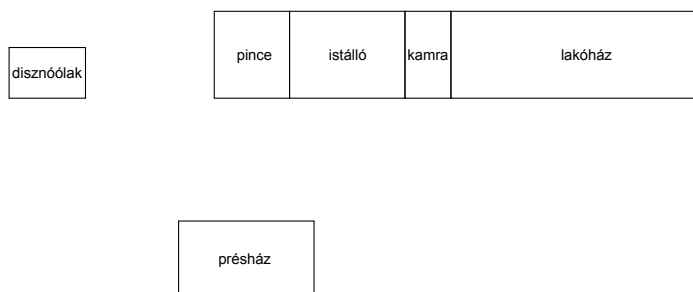 pince
istálló
kamra
lakóház
disznóólak
présház